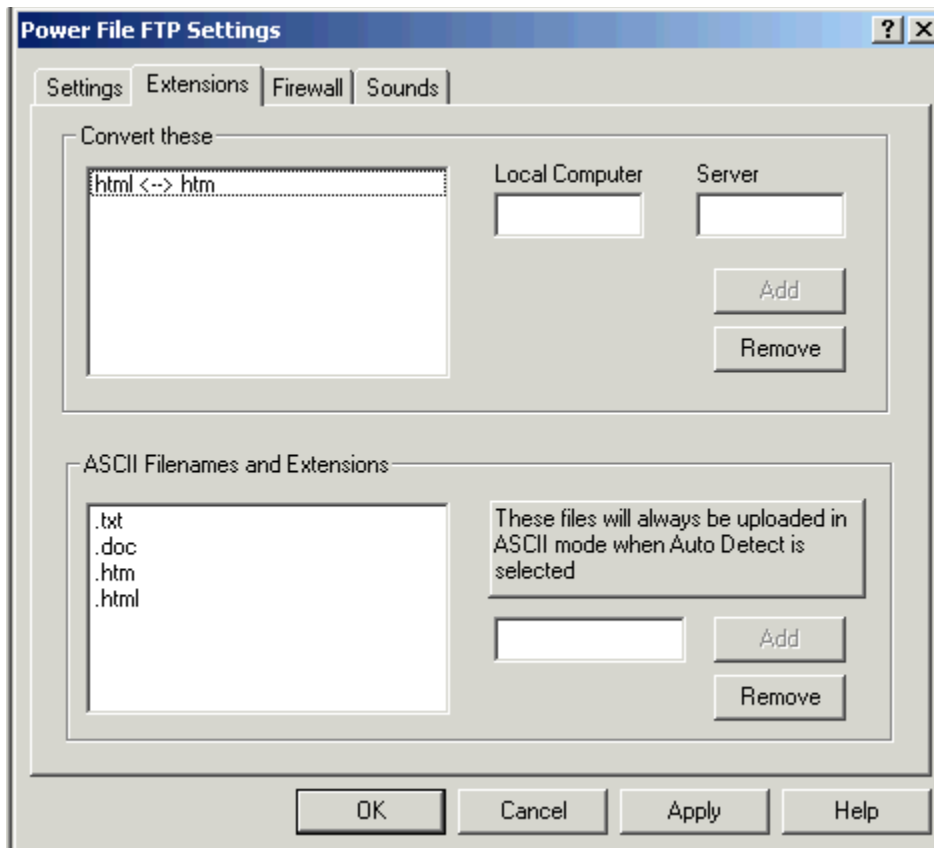 Power File FTP Settings
Settings
Extensions
Firewall
Sounds
Convert these
html <--> htm
Local Computer
Server
Add
Remove
ASCII Filenames and Extensions
.txt
.doc
.htm
.html
These files will always be uploaded in
ASCII mode when Auto Detect is
selected
Add
Remove
OK
Cancel
Apply
Help